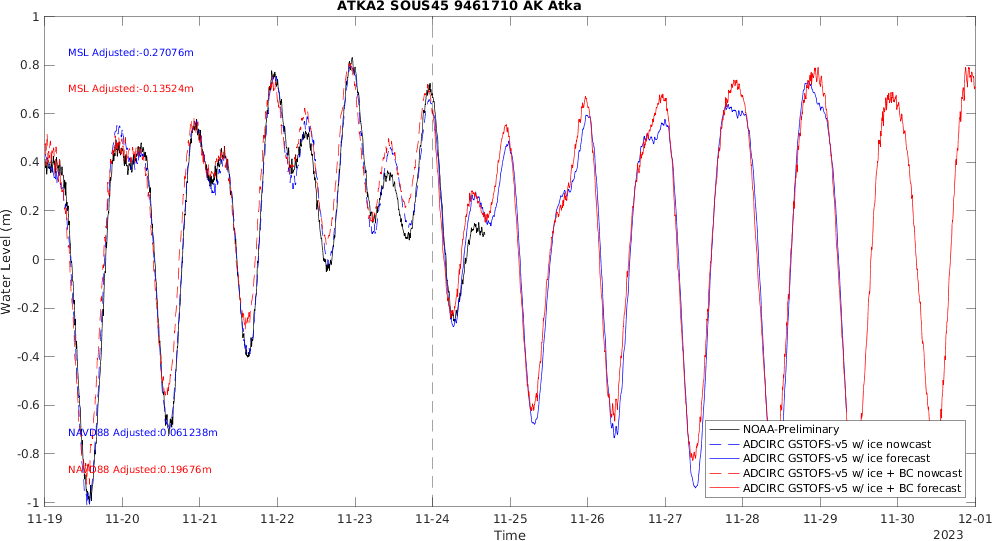 ATKA2 SOUS45 9461710 AK Atka
MSL Adjusted:-0.27076m
MSL Adjusted:-0.13524m
NAVD88 Adjusted:0.061238m
NAVD88 Adjusted:0.19676m
Water Level (m)
1
0.8
0.6
0.4
0.2
0
-0.2
-0.4
-0.6
-0.8
-1
NOAA-Preliminary
ADCIRC GSTOFS-v5 w/ ice nowcast
ADCIRC GSTOFS-v5 w/ ice forecast
ADCIRC GSTOFS-v5 w/ ice + BC nowcast
ADCIRC GSTOFS-v5 w/ ice + BC forecast
11-19 11-20 11-21 11-22 11-23 11-24 11-25 11-26 11-27 11-28 11-29 11-30 12-01
Time
2023